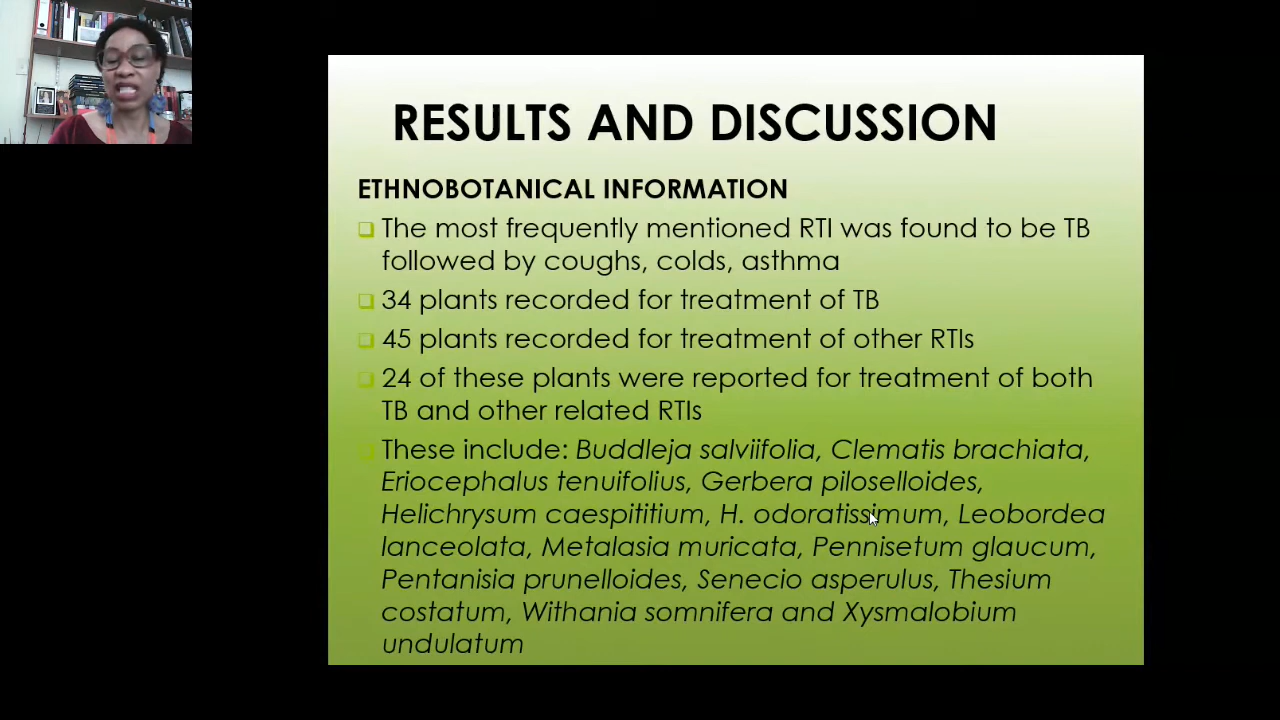 RESULTS AND DISCUSSION
ETHNOBOTANICAL INFORMATION
The most frequently mentioned RTI was found to be TB
followed by coughs, colds, asthma
34 plants recorded for treatment of TB
45 plants recorded for treatment of other RTIs
24 of these plants were reported for treatment of both
TB and other related RTIs
These include: Buddleja salviifolia, Clematis brachiata,
Eriocephalus tenuifolius, Gerbera piloselloides,
Helichrysum caespititium, H. odoratissimum, Leobordea
lanceolata, Metalasia muricata, Pennisetum glaucum,
Pentanisia prunelloides, Senecio asperulus, Thesium
costatum, Withania somnifera and Xysmalobium
undulatum